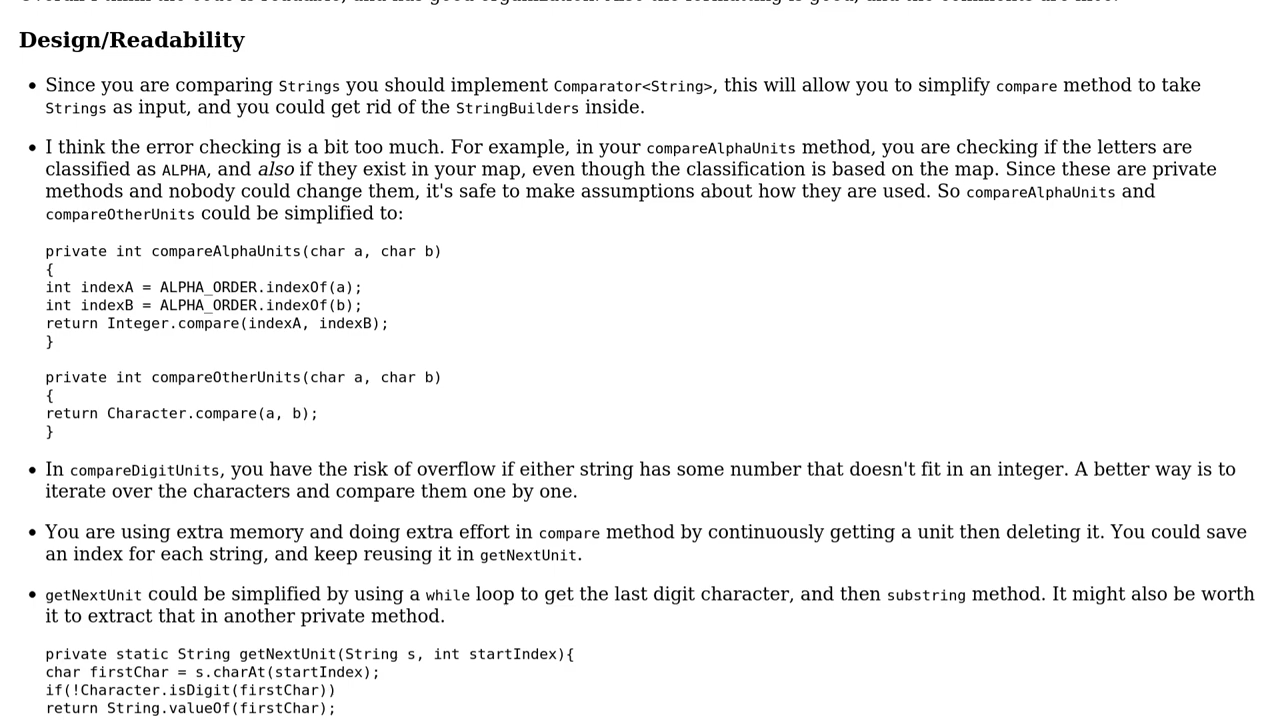 Design/Readability
Since you are comparing Strings you should implement Comparator<String>, this will allow you to simplify compare method to take
Strings as input, and you could get rid of the StringBuilders inside.
I think the error checking is a bit too much. For example, in your compareAlphaUnits method, you are checking if the letters are
classified as ALPHA, and also if they exist in your map, even though the classification is based on the map. Since these are private
methods and nobody could change them, it's safe to make assumptions about how they are used. So compareAlphaUnits and
compareOtherUnits could be simplified to:
private int compareAlphaUnits(char a, char b)
{
int indexA = ALPHA_ORDER.indexOf(a);
int indexB = ALPHA_ORDER.indexOf(b);
return Integer.compare(indexA, indexB);
}
private int compareOtherUnits(char a, char b)
{
return Character.compare(a, b);
}
In compareDigitUnits, you have the risk of overflow if either string has some number that doesn't fit in an integer. A better way is to
iterate over the characters and compare them one by one.
You are using extra memory and doing extra effort in compare method by continuously getting a unit then deleting it. You could save
an index for each string, and keep reusing it in getNextUnit.
getNextUnit could be simplified by using a while loop to get the last digit character, and then substring method. It might also be worth
it to extract that in another private method.
private static String getNextUnit(String s, int startIndex){
char firstChar = s.charAt(startIndex);
if(!Character.isDigit(firstChar))
return String.valueOf(firstChar);